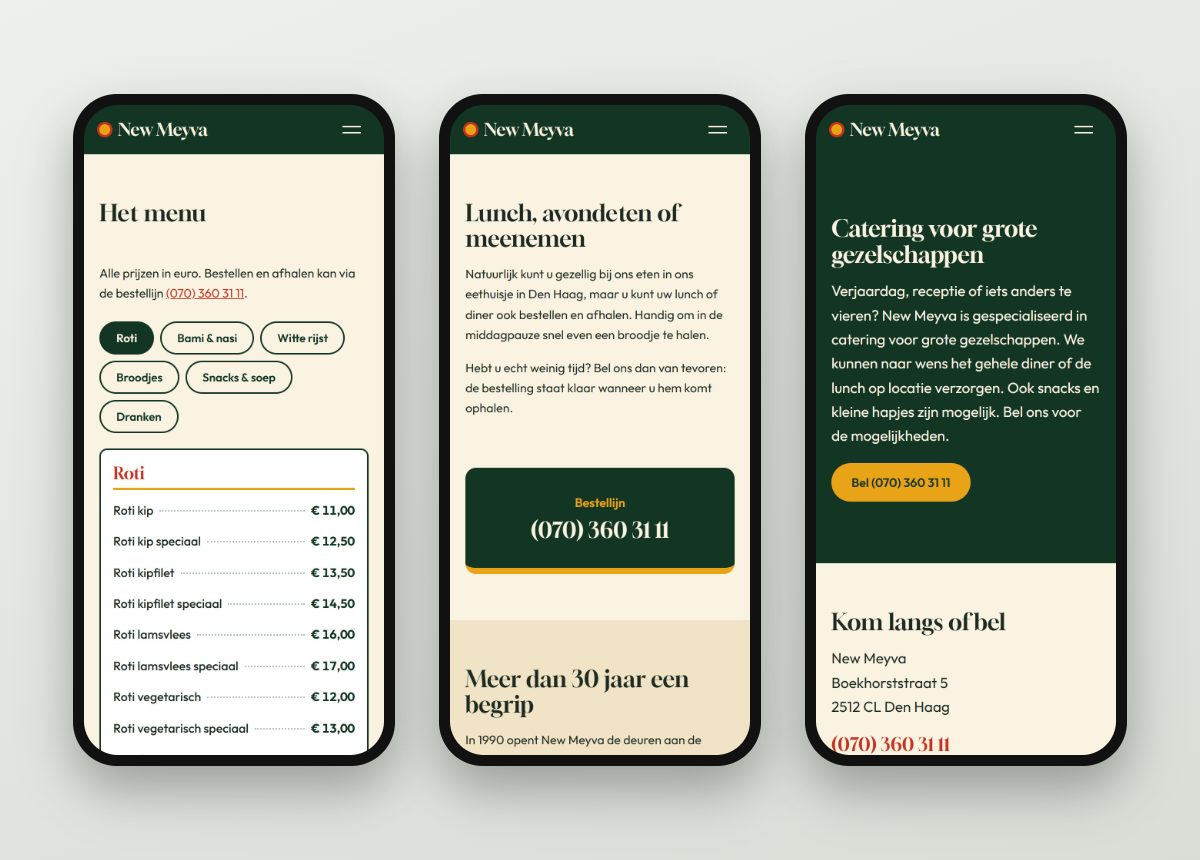 New Meyva
Het menu
Alle prijzen in euro. Bestellen en afhalen kan via
de bestellijn (070) 360 31 11.
Roti
Bami & nasi
Witte rijst
Broodjes
Snacks & soep
Dranken
Roti
Roti kip € 11,00
Roti kip speciaal € 12,50
Roti kipfilet € 13,50
Roti kipfilet speciaal € 14,50
Roti lamsvlees € 16,00
Roti lamsvlees speciaal € 17,00
Roti vegetarisch € 12,00
Roti vegetarisch speciaal € 13,00
New Meyva
Lunch, avondeten of
meenemen
Natuurlijk kunt u gezellig bij ons eten in ons
eethuisje in Den Haag, maar u kunt uw lunch of
diner ook bestellen en afhalen. Handig om in de
middagpauze snel even een broodje te halen.
Hebt u echt weinig tijd? Bel ons dan van tevoren:
de bestelling staat klaar wanneer u hem komt
ophalen.
Bestellijn
(070) 360 31 11
Meer dan 30 jaar een
begrip
In 1990 opent New Meyva de deuren aan de
New Meyva
Catering voor grote
gezelschappen
Verjaardag, receptie of iets anders te
vieren? New Meyva is gespecialiseerd in
catering voor grote gezelschappen. We
kunnen naar wens het gehele diner of de
lunch op locatie verzorgen. Ook snacks en
kleine hapjes zijn mogelijk. Bel ons voor
de mogelijkheden.
Bel (070) 360 31 11
Kom langs of bel
New Meyva
Boekhorststraat 5
2512 CL Den Haag
(070) 360 31 11